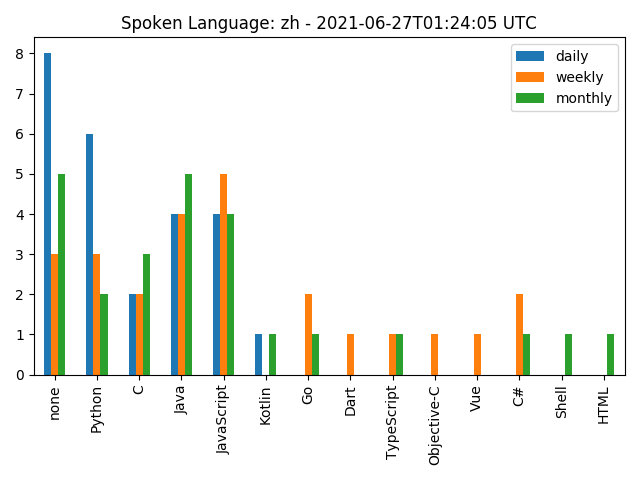 Spoken Language: zh - 2021-06-27T01:24:05 UTC
daily
weekly
monthly
8
7
6
5
4
3
2
1
0
none
Python
C
Java
JavaScript
Kotlin
Go
Dart
TypeScript
Objective-C
Vue
C#
Shell
HTML